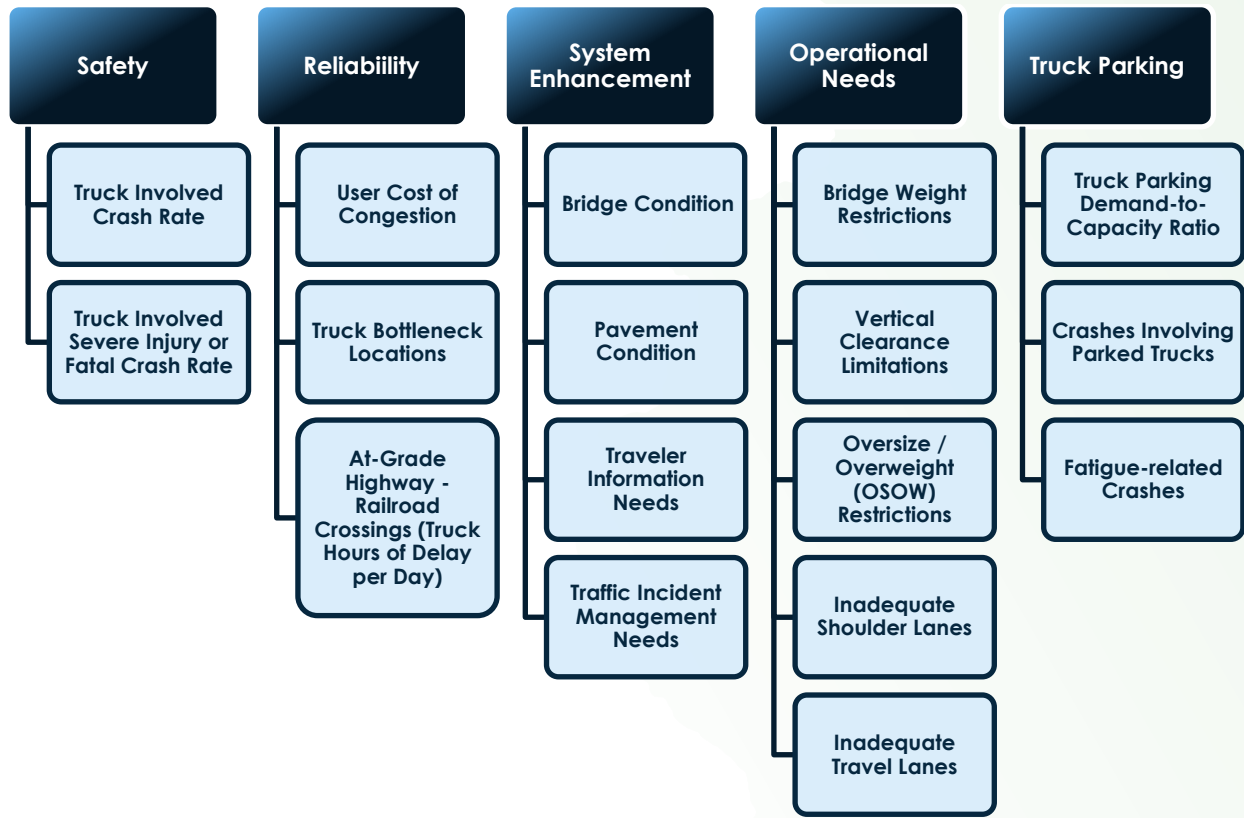 Safety
Truck Involved
Crash Rate
Truck Involved
Severe Injury or
Fatal Crash Rate
Reliabiility
User Cost of
Congestion
Truck Bottleneck
Locations
At-Grade
Highway -
Railroad
Crossings (Truck
Hours of Delay
per Day)
System
Enhancement
Bridge Condition
Pavement
Condition
Traveler
Information
Needs
Traffic Incident
Management
Needs
Operational
Needs
Bridge Weight
Restrictions
Vertical
Clearance
Limitations
Oversize /
Overweight
(OSOW)
Restrictions
Inadequate
Shoulder Lanes
Inadequate
Travel Lanes
Truck Parking
Truck Parking
Demand-to-
Capacity Ratio
Crashes Involving
Parked Trucks
Fatigue-related
Crashes